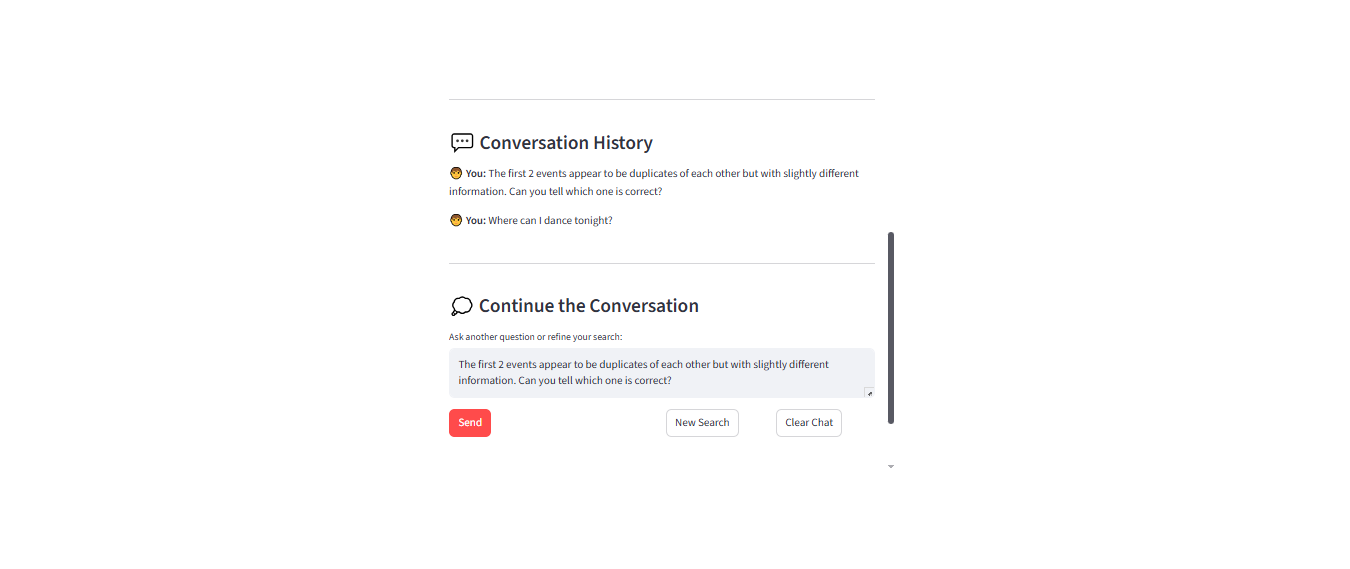 Conversation History
You: The first 2 events appear to be duplicates of each other but with slightly different
information. Can you tell which one is correct?
You: Where can I dance tonight?
Continue the Conversation
Ask another question or refine your search:
The first 2 events appear to be duplicates of each other but with slightly different
information. Can you tell which one is correct?
Send
New Search
Clear Chat